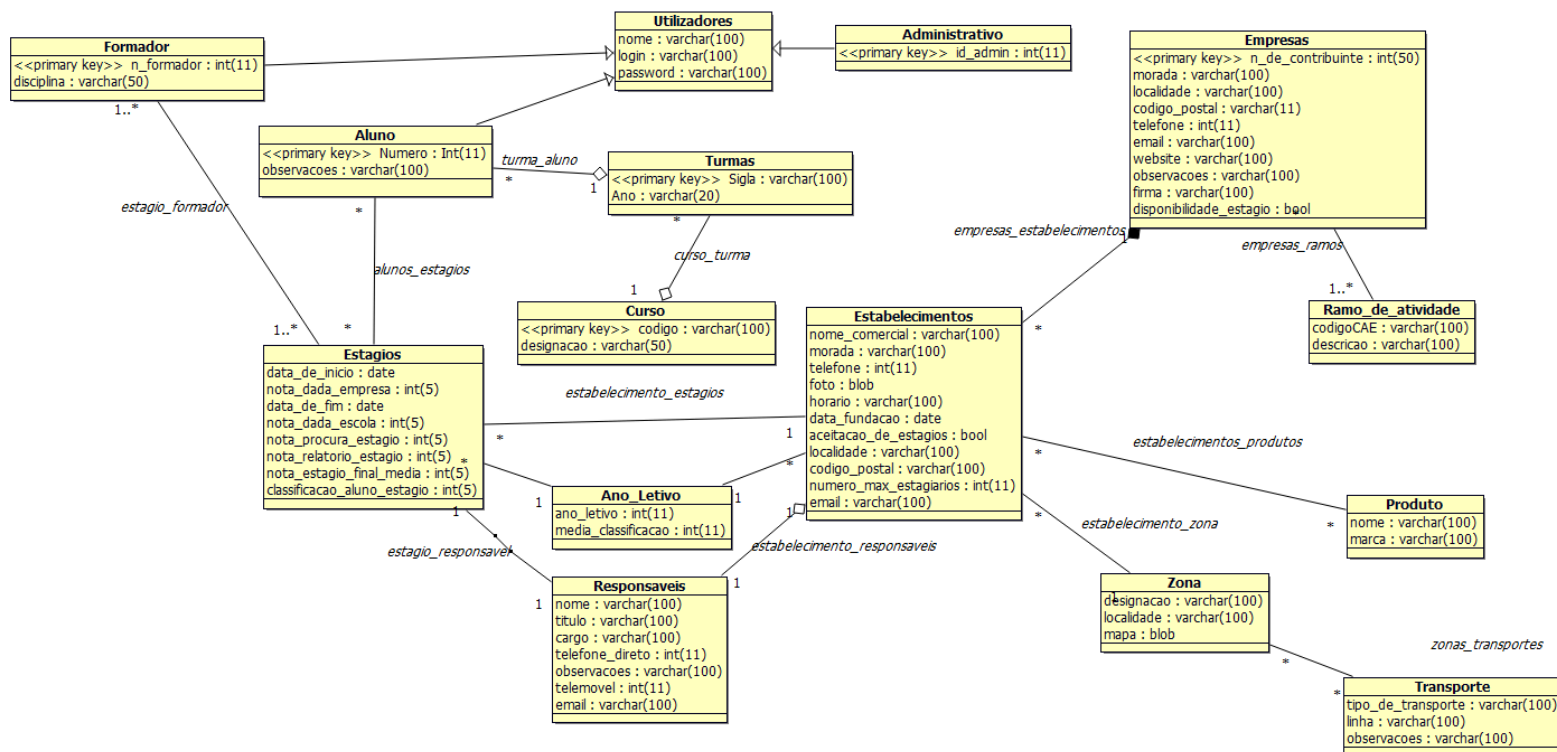 Utilizadores
nome : varchar(100)
login : varchar(100)
password : varchar(100)
Administrativo
<<primary key>> id_admin : int(11)
Empresas
<<primary key>> n_de_contribuinte : int(50)
morada : varchar(100)
localidade : varchar(100)
codigo_postal : varchar(11)
telefone : int(11)
email : varchar(100)
website : varchar(100)
observacoes : varchar(100)
firma : varchar(100)
disponibilidade_estagio : bool
Formador
<<primary key>> n_formador : int(11)
disciplina : varchar(50)
1..*
Aluno
<<primary key>> Numero : Int(11)
observacoes : varchar(100)
turma_aluno
*
1
Turmas
<<primary key>> Sigla : varchar(100)
Ano : varchar(20)
estagio_formador
*
*
*
empresas_estabelecimentos
1
empresas_ramos
curso_turma
alunos_estagios
1
1..*
Curso
<<primary key>> codigo : varchar(100)
designacao : varchar(50)
Ramo_de_atividade
codigoCAE : varchar(100)
descricao : varchar(100)
1..*
*
*
Estabelecimentos
nome_comercial : varchar(100)
morada : varchar(100)
telefone : int(11)
foto : blob
horario : varchar(100)
data_fundacao : date
aceitacao_de_estagios : bool
localidade : varchar(100)
codigo_postal : varchar(100)
numero_max_estagiarios : int(11)
email : varchar(100)
Estagios
data_de_inicio : date
nota_dada_empresa : int(5)
data_de_fim : date
nota_dada_escola : int(5)
nota_procura_estagio : int(5)
nota_relatorio_estagio : int(5)
nota_estagio_final_media : int(5)
classificacao_aluno_estagio : int(5)
estabelecimento_estagios
*
1
*
*
1
1
Ano_Letivo
ano_letivo : int(11)
media_classificacao : int(11)
estabelecimentos_produtos
*
*
Produto
nome : varchar(100)
marca : varchar(100)
1
estagio_responsavel
1
1
estabelecimento_responsaveis
1
*
estabelecimento_zona
1
Responsaveis
nome : varchar(100)
titulo : varchar(100)
cargo : varchar(100)
telefone_direto : int(11)
observacoes : varchar(100)
telemovel : int(11)
email : varchar(100)
Zona
designacao : varchar(100)
localidade : varchar(100)
mapa : blob
zonas_transportes
*
*
Transporte
tipo_de_transporte : varchar(100)
linha : varchar(100)
observacoes : varchar(100)